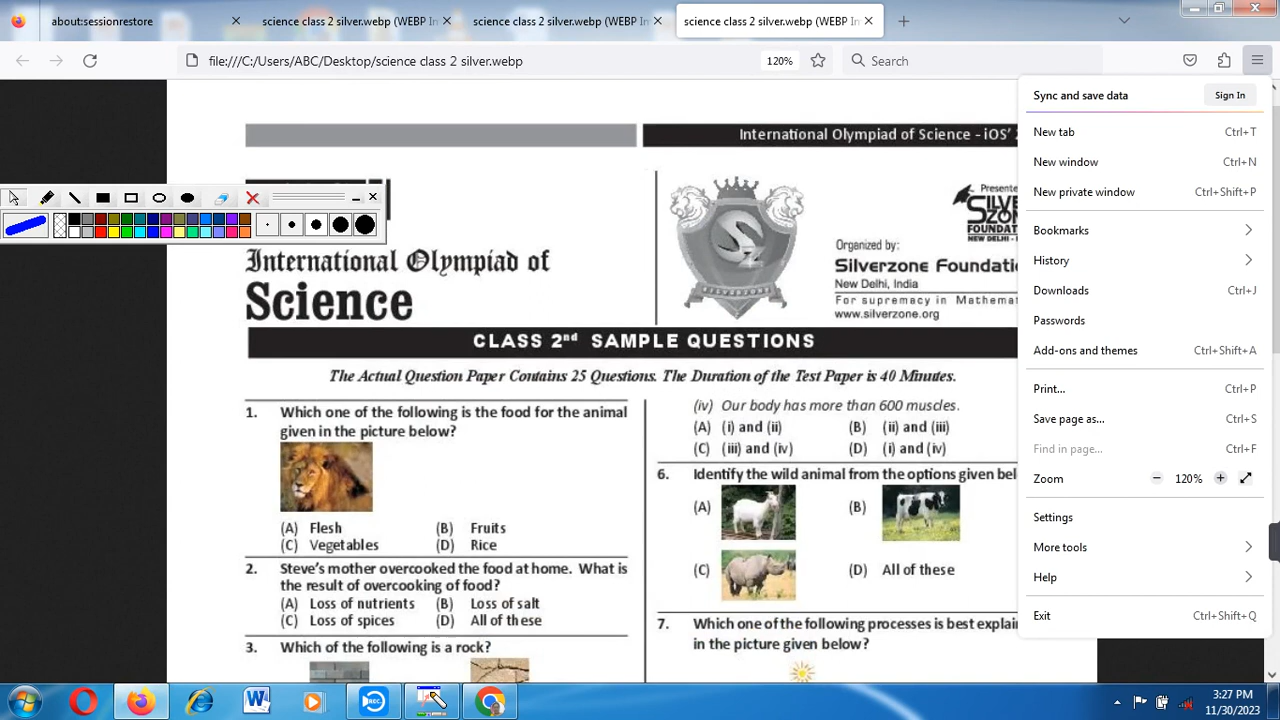 about:sessionrestore
science class 2 silver.webp (WEBP In
science class 2 silver.webp (WEBP In
science class 2 silver.webp (WEBP In
file:///C:/Users/ABC/Desktop/science class 2 silver.webp
120%
Search
Sync and save data
Sign In
New tab Ctrl+T
New window Ctrl+N
New private window Ctrl+Shift+P
Bookmarks
History
Downloads Ctrl+J
Passwords
Add-ons and themes Ctrl+Shift+A
Print... Ctrl+P
Save page as... Ctrl+S
Find in page... Ctrl+F
Zoom 120%
Settings
More tools
Help
Exit Ctrl+Shift+Q
International Olympiad of Science - iOS'
International Olympiad of
Science
SILVERZONE
Presente
SILV
ZO
FOUNDAT
NEW DELHI -
Organized by:
Silverzone Foundation
New Delhi, India
For supremacy in Mathema
www.silverzone.org
CLASS 2nd SAMPLE QUESTIONS
The Actual Question Paper Contains 25 Questions. The Duration of the Test Paper is 40 Minutes.
1. Which one of the following is the food for the animal
given in the picture below?
(A) Flesh (B) Fruits
(C) Vegetables (D) Rice
2. Steve's mother overcooked the food at home. What is
the result of overcooking of food?
(A) Loss of nutrients (B) Loss of salt
(C) Loss of spices (D) All of these
3. Which of the following is a rock?
(iv) Our body has more than 600 muscles.
(A) (i) and (ii) (B) (ii) and (iii)
(C) (iii) and (iv) (D) (i) and (iv)
6. Identify the wild animal from the options given bel
(A) (B)
(C) (D) All of these
7. Which one of the following processes is best explain
in the picture given below?
REC
3:27 PM
11/30/2023